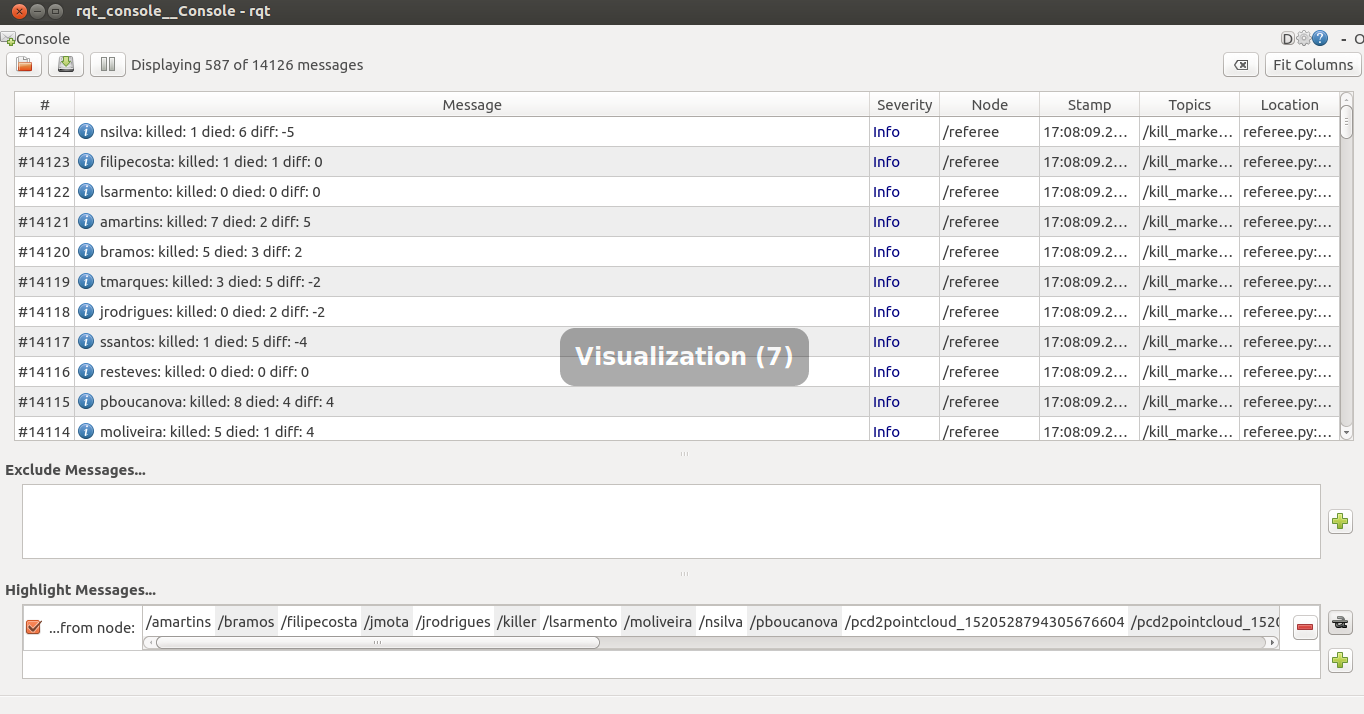 rqt_console__Console - rqt
Console D ? - O
Displaying 587 of 14126 messages Fit Columns
# Message Severity Node Stamp Topics Location
#14124 nsilva: killed: 1 died: 6 diff: -5 Info /referee 17:08:09.2... /kill_marke... referee.py:...
#14123 filipecosta: killed: 1 died: 1 diff: 0 Info /referee 17:08:09.2... /kill_marke... referee.py:...
#14122 lsarmento: killed: 0 died: 0 diff: 0 Info /referee 17:08:09.2... /kill_marke... referee.py:...
#14121 amartins: killed: 7 died: 2 diff: 5 Info /referee 17:08:09.2... /kill_marke... referee.py:...
#14120 bramos: killed: 5 died: 3 diff: 2 Info /referee 17:08:09.2... /kill_marke... referee.py:...
#14119 tmarques: killed: 3 died: 5 diff: -2 Info /referee 17:08:09.2... /kill_marke... referee.py:...
#14118 jrodrigues: killed: 0 died: 2 diff: -2 Info /referee 17:08:09.2... /kill_marke... referee.py:...
#14117 ssantos: killed: 1 died: 5 diff: -4 Info /referee 17:08:09.2... /kill_marke... referee.py:...
Visualization (7)
#14116 resteves: killed: 0 died: 0 diff: 0 Info /referee 17:08:09.2... /kill_marke... referee.py:...
#14115 pboucanova: killed: 8 died: 4 diff: 4 Info /referee 17:08:09.2... /kill_marke... referee.py:...
#14114 moliveira: killed: 5 died: 1 diff: 4 Info /referee 17:08:09.2... /kill_marke... referee.py:...
Exclude Messages...
Highlight Messages...
...from node: /amartins /bramos /filipecosta /jmota /jrodrigues /killer /lsarmento /moliveira /nsilva /pboucanova /pcd2pointcloud_1520528794305676604 /pcd2pointcloud_1520